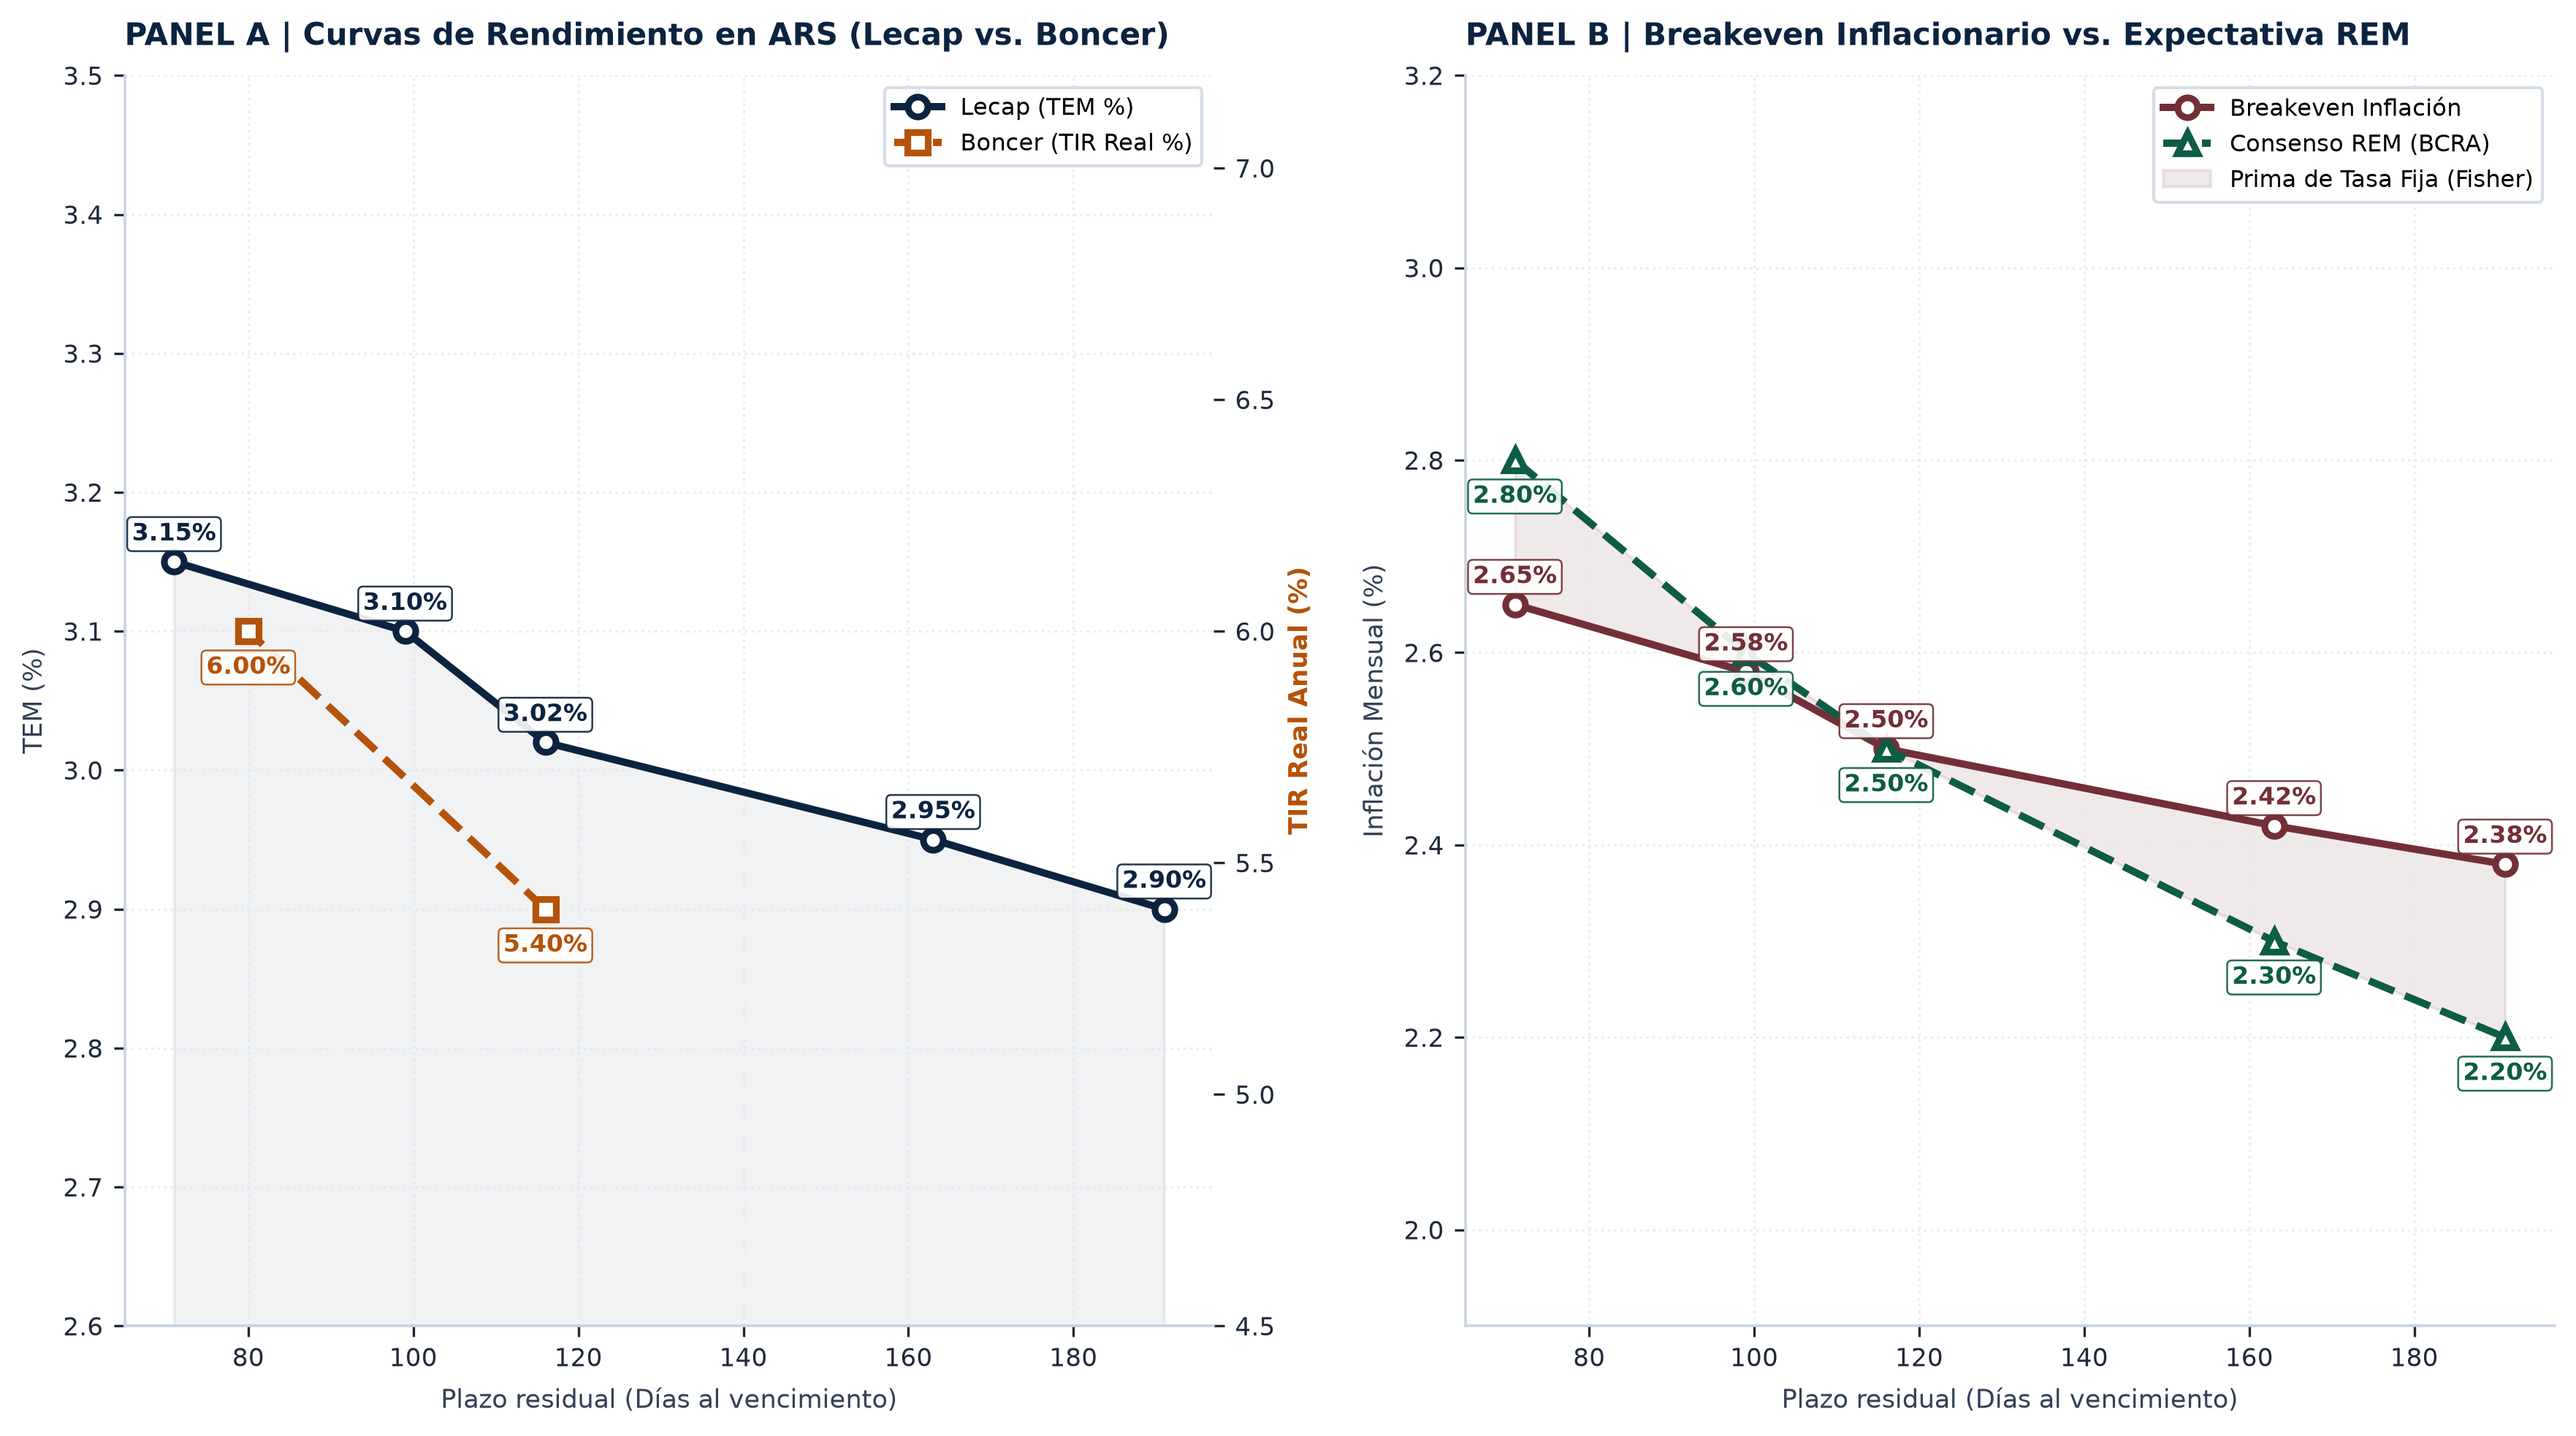 PANEL A | Curvas de Rendimiento en ARS (Lecap vs. Boncer)
Lecap (TEM %)
Boncer (TIR Real %)
TEM (%)
3.5
3.4
3.3
3.2
3.1
3.0
2.9
2.8
2.7
2.6
3.15%
3.10%
3.02%
2.95%
2.90%
6.00%
5.40%
7.0
6.5
6.0
5.5
5.0
4.5
TIR Real Anual (%)
80 100 120 140 160 180
Plazo residual (Días al vencimiento)
PANEL B | Breakeven Inflacionario vs. Expectativa REM
Breakeven Inflación
Consenso REM (BCRA)
Prima de Tasa Fija (Fisher)
Inflación Mensual (%)
3.2
3.0
2.8
2.6
2.4
2.2
2.0
2.80%
2.65%
2.58%
2.60%
2.50%
2.50%
2.42%
2.38%
2.30%
2.20%
80 100 120 140 160 180
Plazo residual (Días al vencimiento)